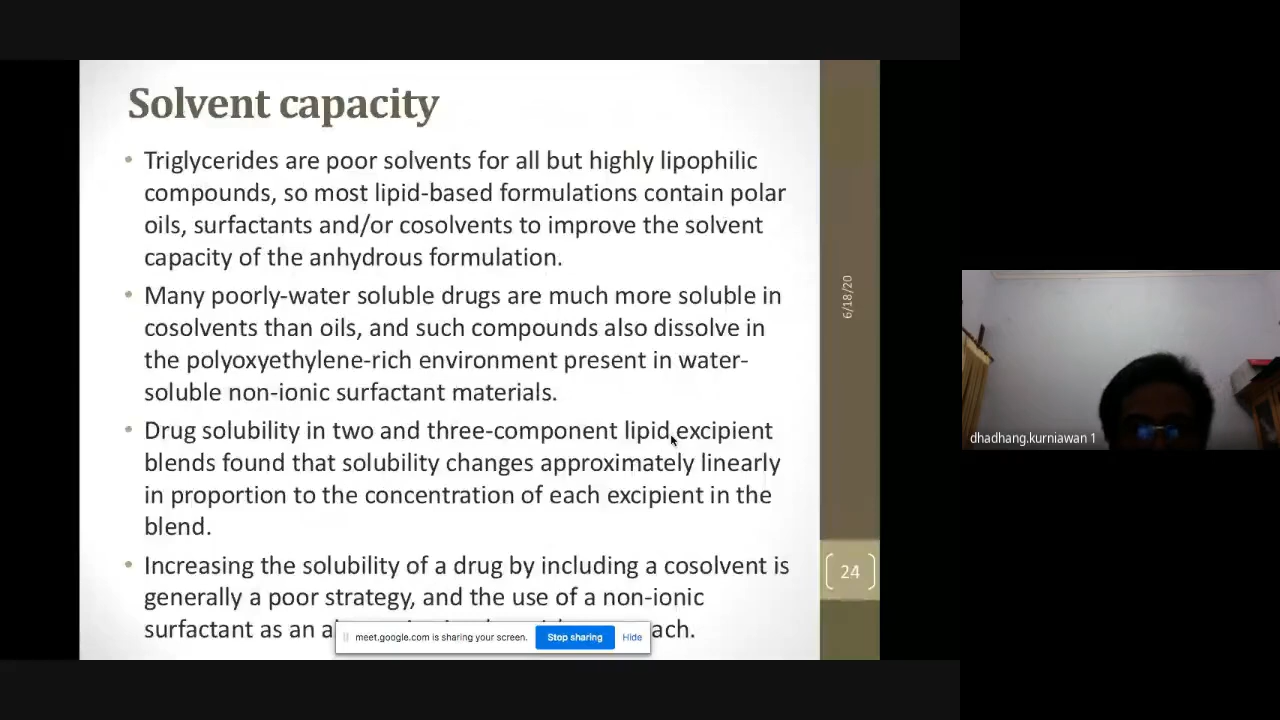 Solvent capacity
• Triglycerides are poor solvents for all but highly lipophilic
compounds, so most lipid-based formulations contain polar
oils, surfactants and/or cosolvents to improve the solvent
capacity of the anhydrous formulation.
• Many poorly-water soluble drugs are much more soluble in
cosolvents than oils, and such compounds also dissolve in
the polyoxyethylene-rich environment present in water-
soluble non-ionic surfactant materials.
• Drug solubility in two and three-component lipid excipient
blends found that solubility changes approximately linearly
in proportion to the concentration of each excipient in the
blend.
• Increasing the solubility of a drug by including a cosolvent is
generally a poor strategy, and the use of a non-ionic
surfactant as an
meet.google.com is sharing your screen. Stop sharing Hide
6/18/20
24
dhadhang.kurniawan 1